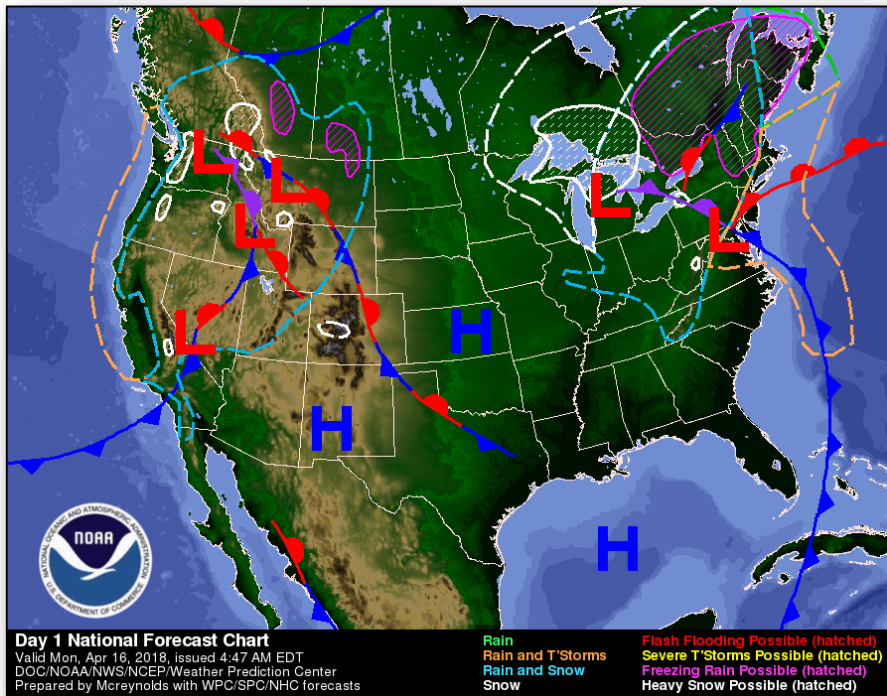 L
L
L
L
L
L
H
H
H
NATIONAL OCEANIC AND ATMOSPHERIC ADMINISTRATION
NOAA
U.S. DEPARTMENT OF COMMERCE
Day 1 National Forecast Chart
Valid Mon, Apr 16, 2018, issued 4:47 AM EDT
DOC/NOAA/NWS/NCEP/Weather Prediction Center
Prepared by Mcreynolds with WPC/SPC/NHC forecasts
Rain
Rain and T'Storms
Rain and Snow
Snow
Flash Flooding Possible (hatched)
Severe T'Storms Possible (hatched)
Freezing Rain Possible (hatched)
Heavy Snow Possible (hatched)